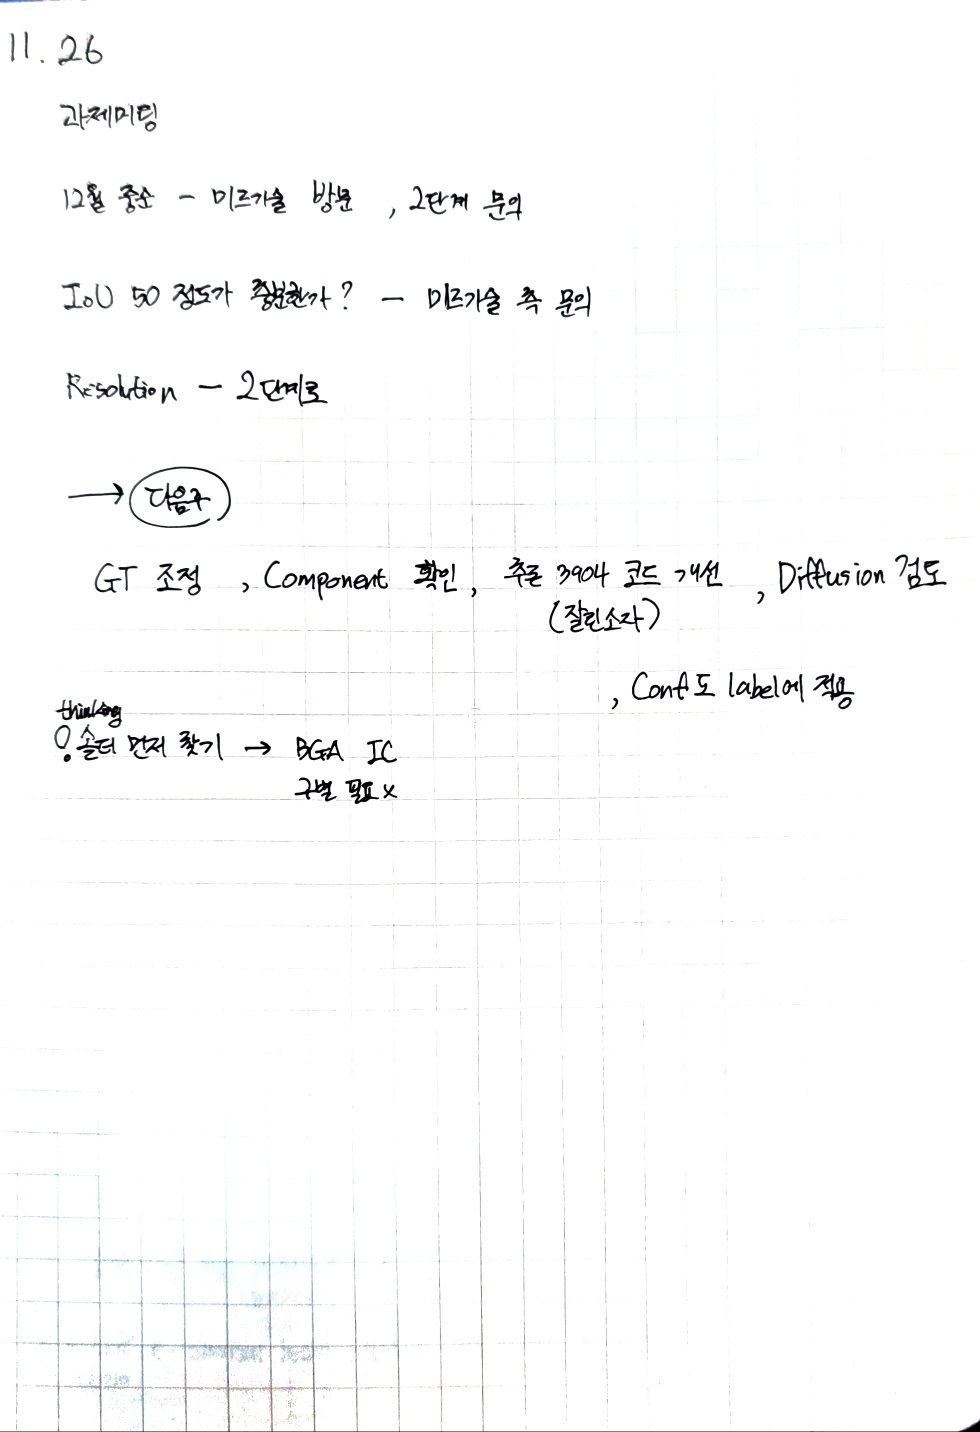 11. 26
과제미팅
12월 중순 - 미르기술 방문 , 2단계 문의
IoU 50 정도가 충분한가? - 미르기술 측 문의
Resolution - 2단계로
→ 다음주
GT 조정 , Component 확인 , 추론 3904 코드 개선 , Diffusion 검토
(잘린소자)
, Conf도 label에 적용
thinking
솔더 먼저 찾기 → BGA IC
구별 필요 x